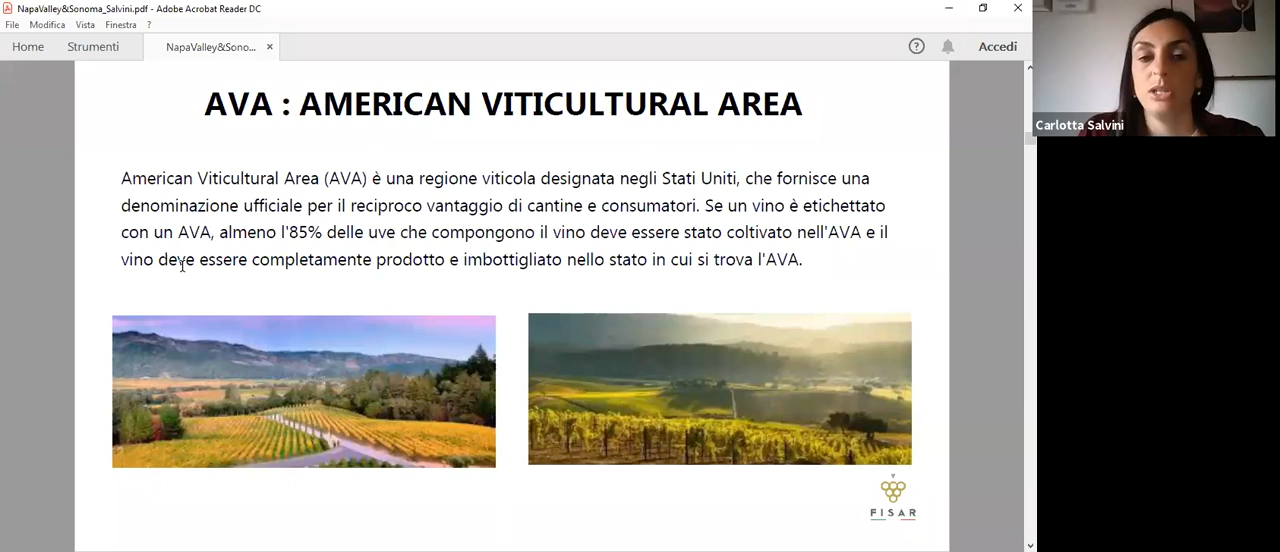 NapaValley&Sonoma_Salvini.pdf - Adobe Acrobat Reader DC
File Modifica Vista Finestra ?
Home Strumenti NapaValley&Sono... × ? Accedi
AVA : AMERICAN VITICULTURAL AREA
American Viticultural Area (AVA) è una regione viticola designata negli Stati Uniti, che fornisce una
denominazione ufficiale per il reciproco vantaggio di cantine e consumatori. Se un vino è etichettato
con un AVA, almeno l'85% delle uve che compongono il vino deve essere stato coltivato nell'AVA e il
vino deve essere completamente prodotto e imbottigliato nello stato in cui si trova l'AVA.
FISAR
Carlotta Salvini